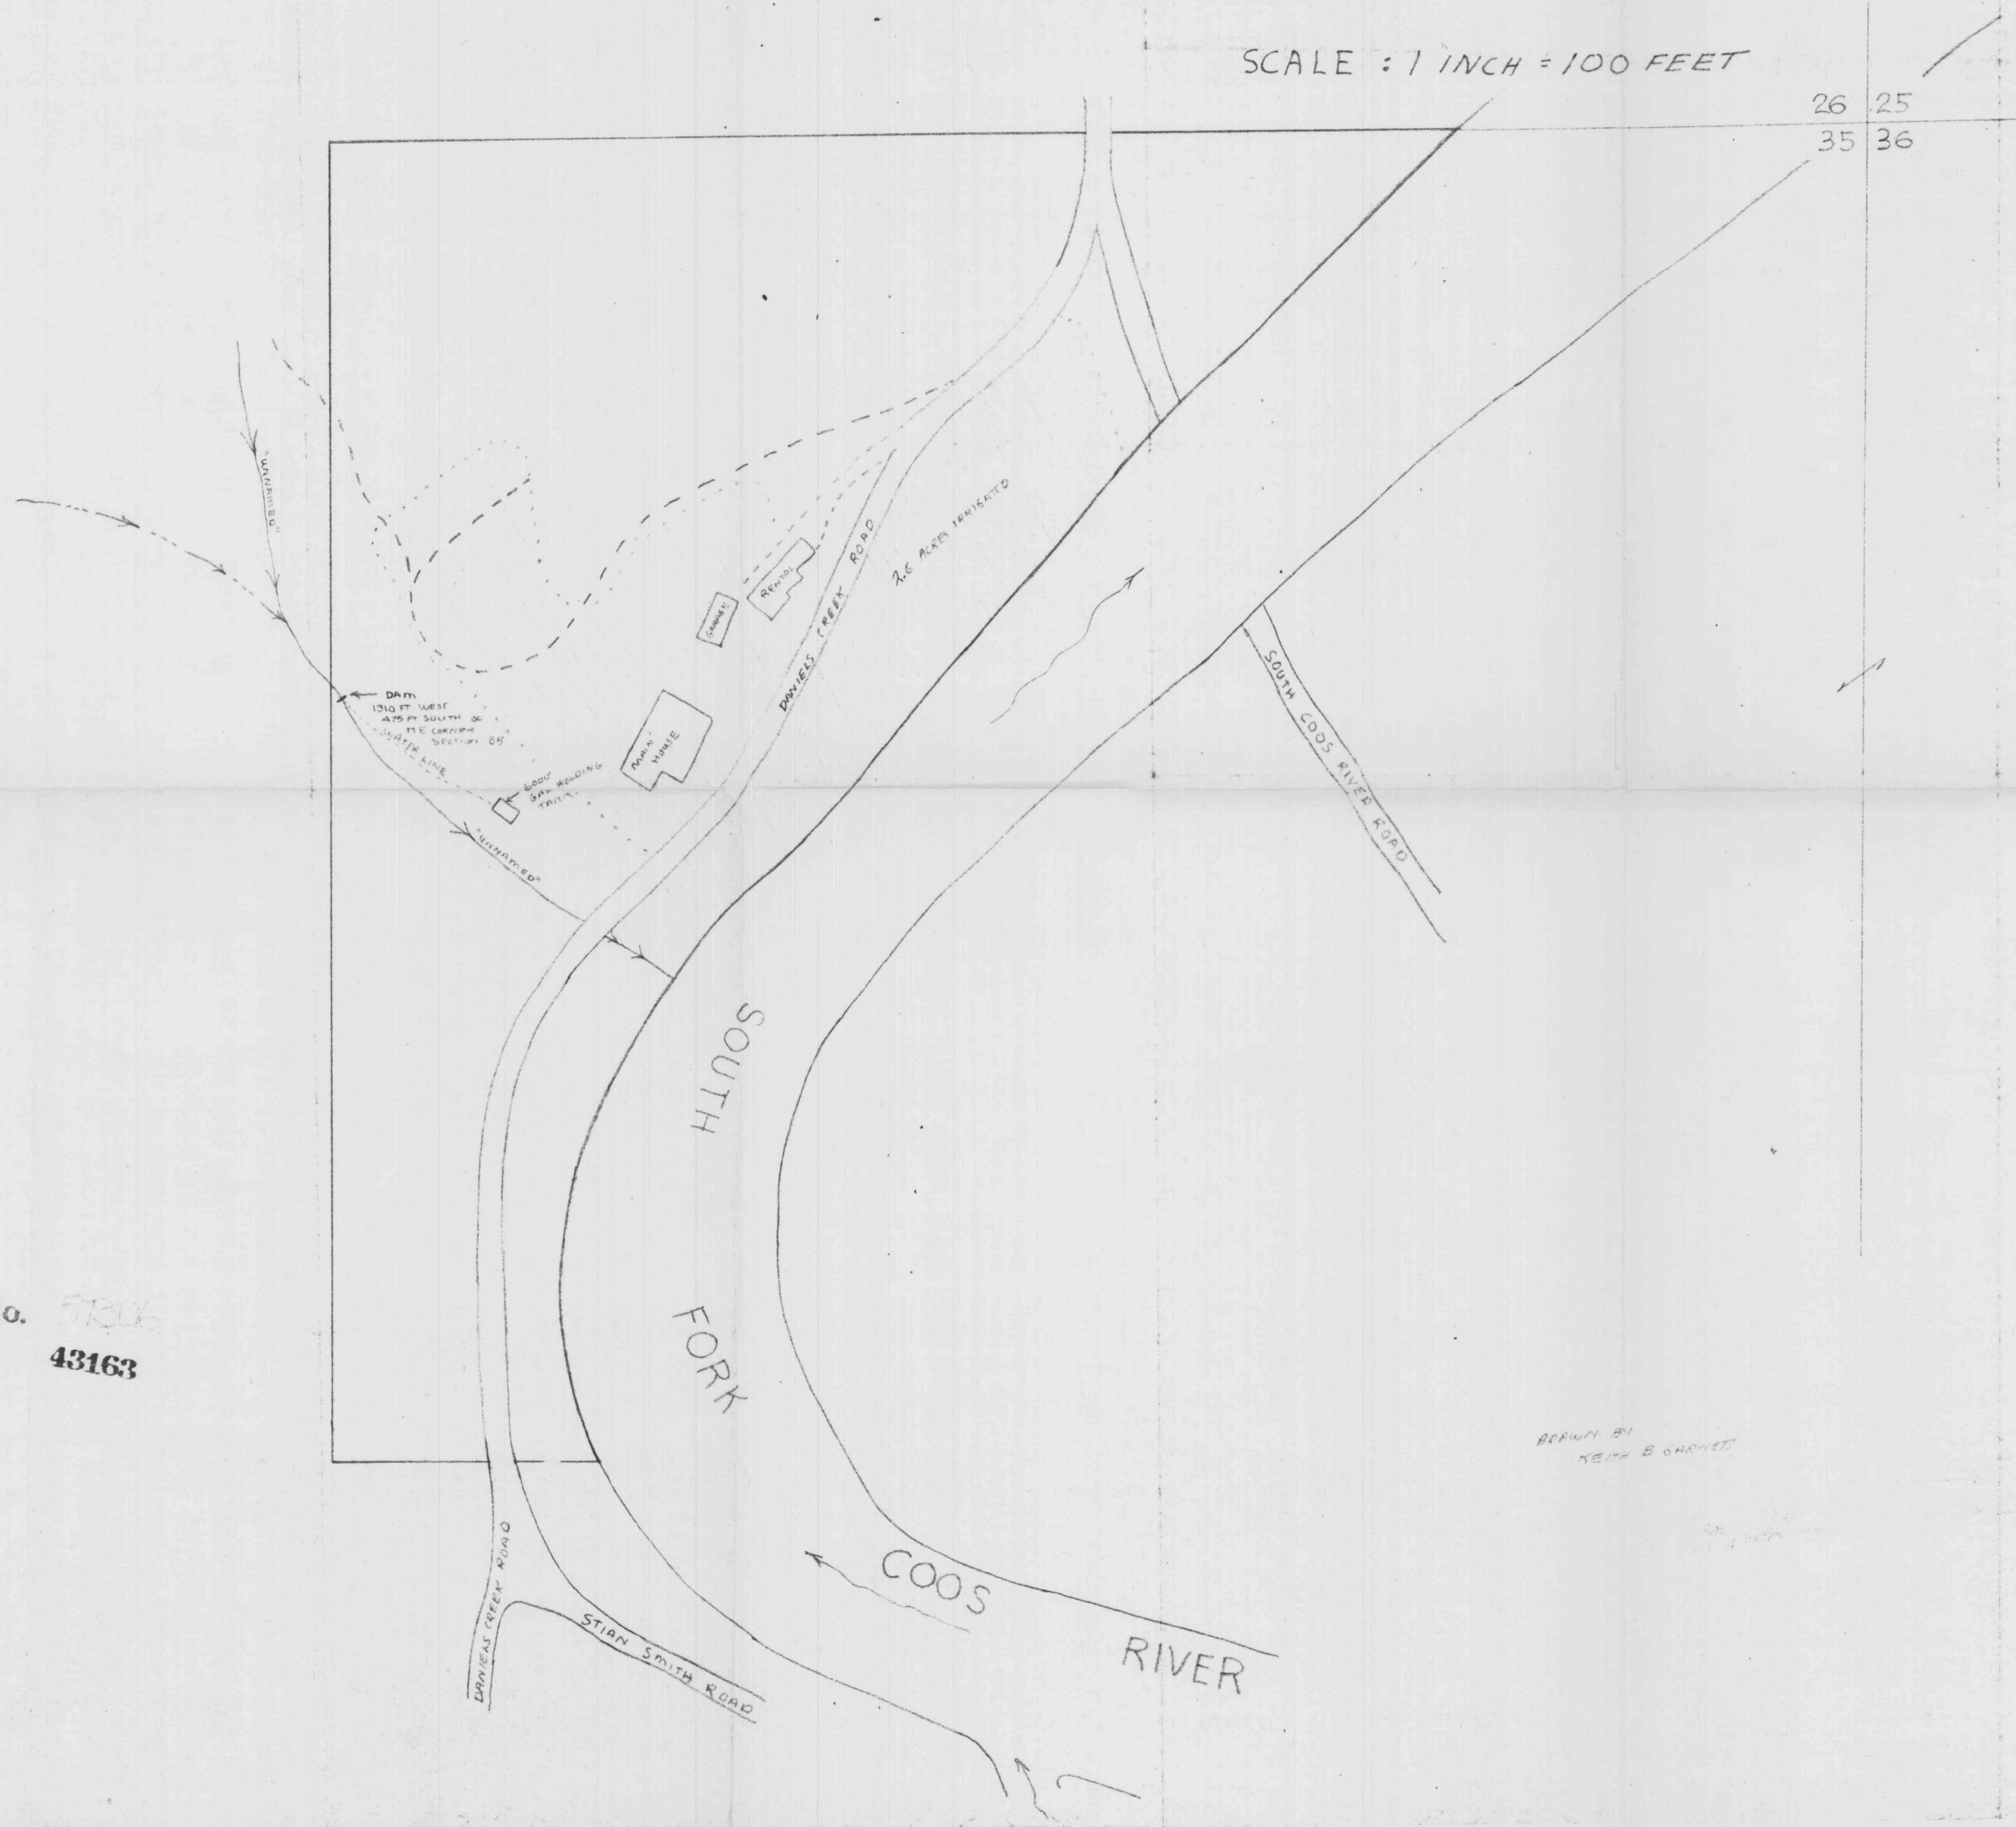 SCALE : 1 INCH = 100 FEET
26 25
35 36
"UNNAMED"
2.6 ACRES IRRIGATED
DANIELS CREEK ROAD
RENTAL
GARAGE
MAIN HOUSE
SOUTH COOS RIVER ROAD
DAM
1310 FT WEST
475 FT SOUTH OF
N.E CORNER
SECTION 35
WATER LINE
6000
GAL HOLDING
TANK
"UNNAMED"
SOUTH
FORK
COOS
RIVER
o. 57306
43163
DRAWN BY
KEITH B GARNETT
DANIELS CREEK ROAD
STIAN SMITH ROAD